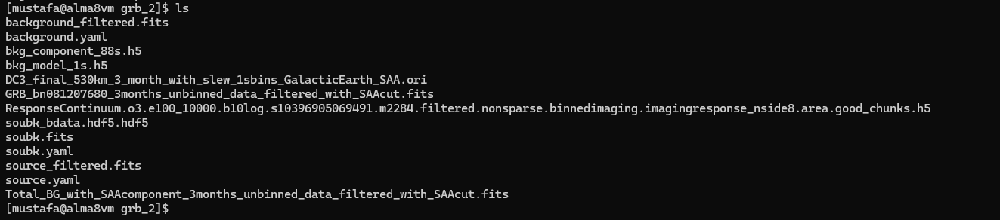 [mustafa@alma8vm grb_2]$ ls
background_filtered.fits
background.yaml
bkg_component_88s.h5
bkg_model_1s.h5
DC3_final_530km_3_month_with_slew_1sbins_GalacticEarth_SAA.ori
GRB_bn081207680_3months_unbinned_data_filtered_with_SAAcut.fits
ResponseContinuum.o3.e100_10000.b10log.s10396905069491.m2284.filtered.nonsparse.binnedimaging.imagingresponse_nside8.area.good_chunks.h5
soubk_bdata.hdf5.hdf5
soubk.fits
soubk.yaml
source_filtered.fits
source.yaml
Total_BG_with_SAAcomponent_3months_unbinned_data_filtered_with_SAAcut.fits
[mustafa@alma8vm grb_2]$